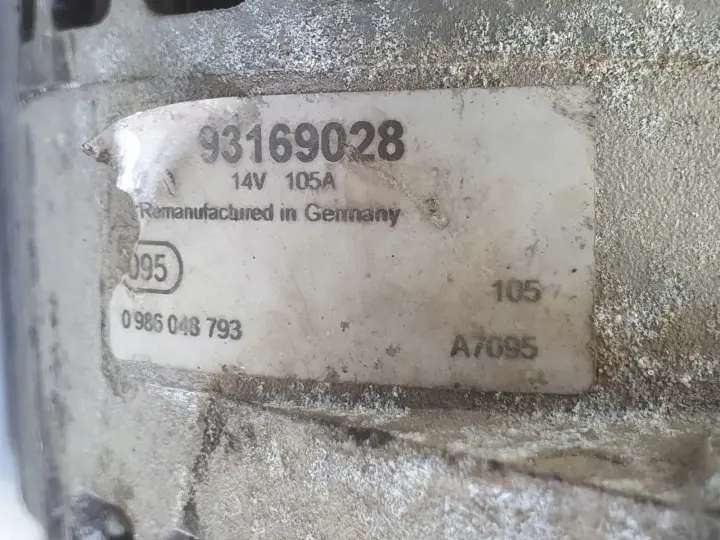 93169028
14V 105A
Remanufactured in Germany
095
105
0 986 048 793
A7095